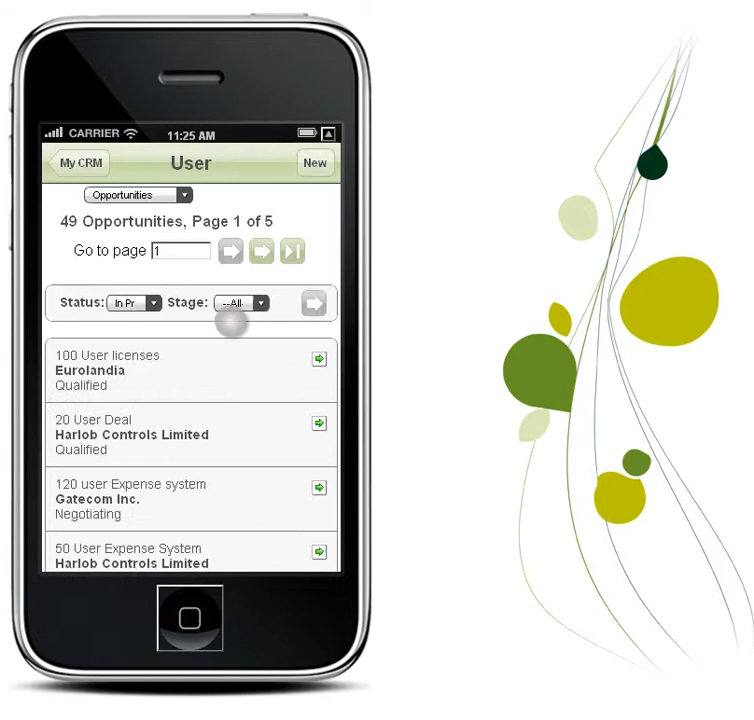 CARRIER 11:25 AM
My CRM User New
Opportunities
49 Opportunities, Page 1 of 5
Go to page 1
Status: In Pr Stage: --All-
100 User licenses
Eurolandia
Qualified
20 User Deal
Harlob Controls Limited
Qualified
120 user Expense system
Gatecom Inc.
Negotiating
50 User Expense System
Harlob Controls Limited